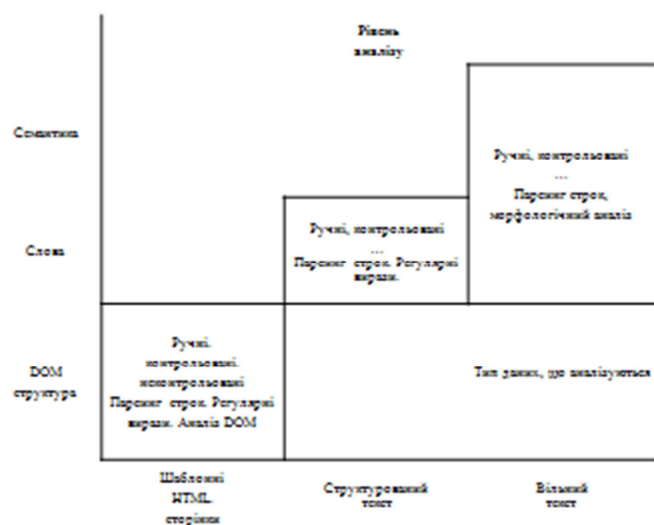 Рівень
аналізу
Семантика
Ручні, контрольовані
...
Парсинг строк,
морфологічний аналіз
Слова
Ручні, контрольовані
...
Парсинг строк. Регулярні
вирази.
DOM
структура
Ручні.
контрольовані.
неконтрольовані
Парсинг строк. Регулярні
вирази. Аналіз DOM
Тип даних, що аналізуються
Шаблонні
HTML
сторінки
Структурований
текст
Вільний
текст